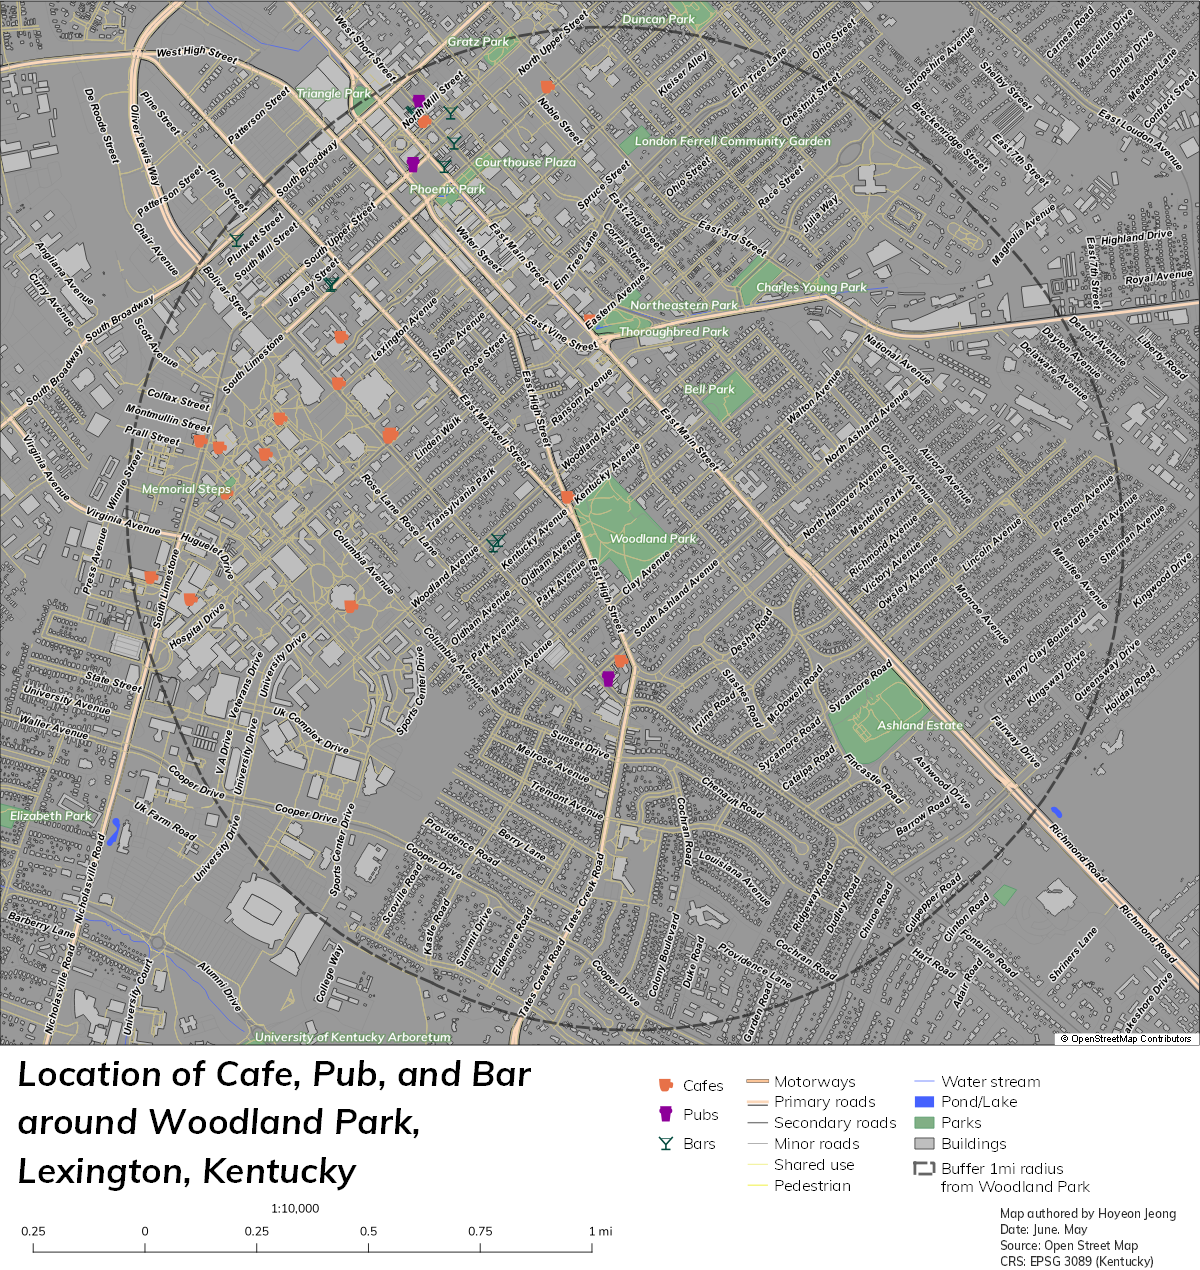 Duncan Park
Gratz Park
West Short Street
North Upper Street
Ohio Street
Carneal Road
Marcellus Drive
Darley Drive
Meadow Lane
Contract Street
West High Street
Keiser Alley
Elm Tree Lane
Shropshire Avenue
Shelby Street
Triangle Park
North Mill Street
Noble Street
Chestnut Street
Breckenridge Street
East Loudon Avenue
De Roode Street
Pine Street
Oliver Lewis Way
Patterson Street
London Ferrell Community Garden
East 7th Street
South Broadway
Courthouse Plaza
Phoenix Park
Spruce Street
Ohio Street
Race Street
Julia Way
Patterson Street
Pine Street
Plunkett Street
South Mill Street
South Upper Street
East 2nd Street
Corral Street
East 3rd Street
Magnolia Avenue
Highland Drive
East 7th Street
Royal Avenue
Chair Avenue
Angliana Avenue
Curry Avenue
Bolivar Street
Jersey Street
Water Street
East Main Street
Elm Tree Lane
Eastern Avenue
Charles Young Park
Northeastern Park
Thoroughbred Park
South Broadway
Scott Avenue
South Limestone
Lexington Avenue
Stone Avenue
Rose Street
East Vine Street
National Avenue
Dayton Avenue
Detroit Avenue
Delaware Avenue
Liberty Road
South Broadway
Colfax Street
Montmullin Street
Prall Street
East High Street
Ransom Avenue
Bell Park
Walton Avenue
North Ashland Avenue
Linden Walk
East Maxwell Street
Woodland Avenue
East Main Street
Virginia Avenue
Winnie Street
Memorial Steps
Rose Lane
Rose Lane
Transylvania Park
Kentucky Avenue
Aurora Avenue
Cramer Avenue
North Hanover Avenue
Mentelle Park
Preston Avenue
Bassett Avenue
Sherman Avenue
Virginia Avenue
Huguelet Drive
Columbia Avenue
Kentucky Avenue
Oldham Avenue
Park Avenue
Woodland Park
Clay Avenue
Richmond Avenue
Victory Avenue
Owsley Avenue
Lincoln Avenue
Menifee Avenue
Kingwood Drive
Press Avenue
South Limestone
Woodland Avenue
East High Street
South Ashland Avenue
Monroe Avenue
Hospital Drive
Oldham Avenue
Park Avenue
Desha Road
Henry Clay Boulevard
Kingsway Drive
Queensway Drive
Holiday Road
State Street
University Avenue
Waller Avenue
Veterans Drive
University Drive
Columbia Avenue
Marquis Avenue
Sports Center Drive
Slashes Road
McDowell Road
Irvine Road
Sycamore Road
Ashland Estate
Fairway Drive
V.A Drive
University Drive
Uk Complex Drive
Sunset Drive
Melrose Avenue
Tremont Avenue
Sycamore Road
Catalpa Road
Fincastle Road
Ashwood Drive
Barrow Road
Cooper Drive
Elizabeth Park
Uk Farm Road
University Drive
Cooper Drive
Sports Center Drive
Providence Road
Cooper Drive
Berry Lane
Chenault Road
Cochran Road
Louisiana Avenue
Richmond Road
Nicholasville Road
Scoville Road
Kastle Road
Summit Drive
Edgemere Road
Tates Creek Road
Ridgeway Road
Dudley Road
Chinoe Road
Culpepper Road
Clinton Road
Fontaine Road
Richmond Road
Barberry Lane
Alumni Drive
College Way
Cooper Drive
Colony Boulevard
Duke Road
Providence Lane
Cochran Road
Hart Road
Adair Road
Shriners Lane
Nicholasville Road
University Court
University of Kentucky Arboretum
Tates Creek Road
Garden Road
Lakeshore Drive
© OpenStreetMap Contributors
Location of Cafe, Pub, and Bar
around Woodland Park,
Lexington, Kentucky
1:10,000
0.25 0 0.25 0.5 0.75 1 mi
Cafes
Pubs
Bars
Motorways
Primary roads
Secondary roads
Minor roads
Shared use
Pedestrian
Water stream
Pond/Lake
Parks
Buildings
Buffer 1mi radius
from Woodland Park
Map authored by Hoyeon Jeong
Date: June. May
Source: Open Street Map
CRS: EPSG 3089 (Kentucky)